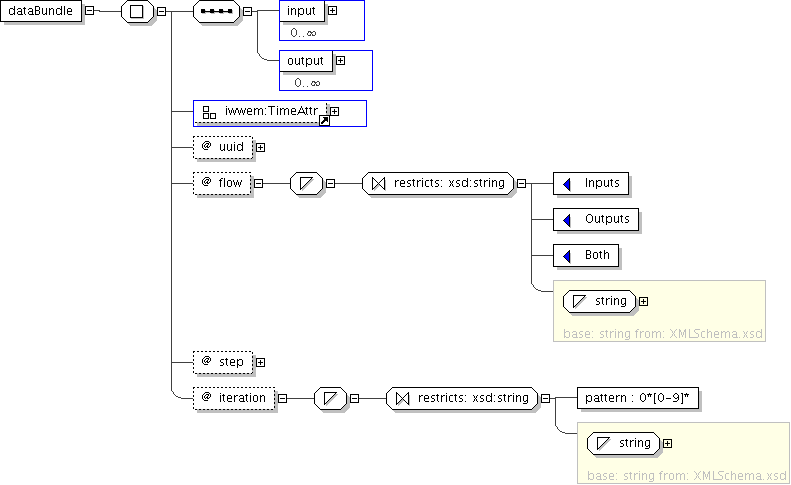 dataBundle
input
0..∞
output
0..∞
iwwem:TimeAttr
@ uuid
@ flow
restricts: xsd:string
Inputs
Outputs
Both
string
base: string from: XMLSchema.xsd
@ step
@ iteration
restricts: xsd:string
pattern : 0*[0-9]*
string
base: string from: XMLSchema.xsd